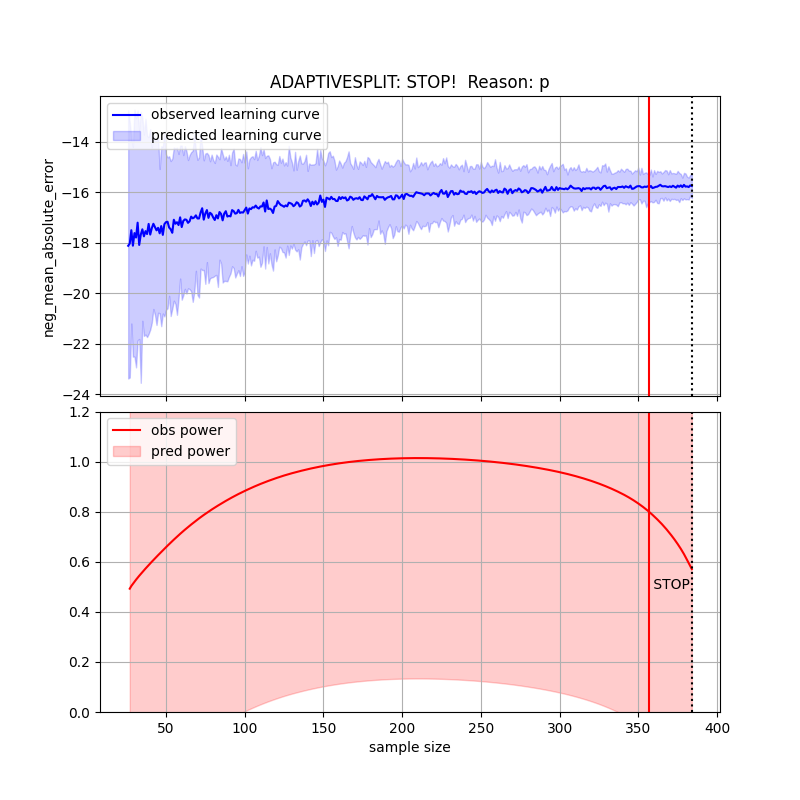 ADAPTIVESPLIT: STOP!  Reason: p
observed learning curve
predicted learning curve
neg_mean_absolute_error
−14
−16
−18
−20
−22
−24
obs power
pred power
1.2
1.0
0.8
0.6
0.4
0.2
0.0
STOP
50
100
150
200
250
300
350
400
sample size